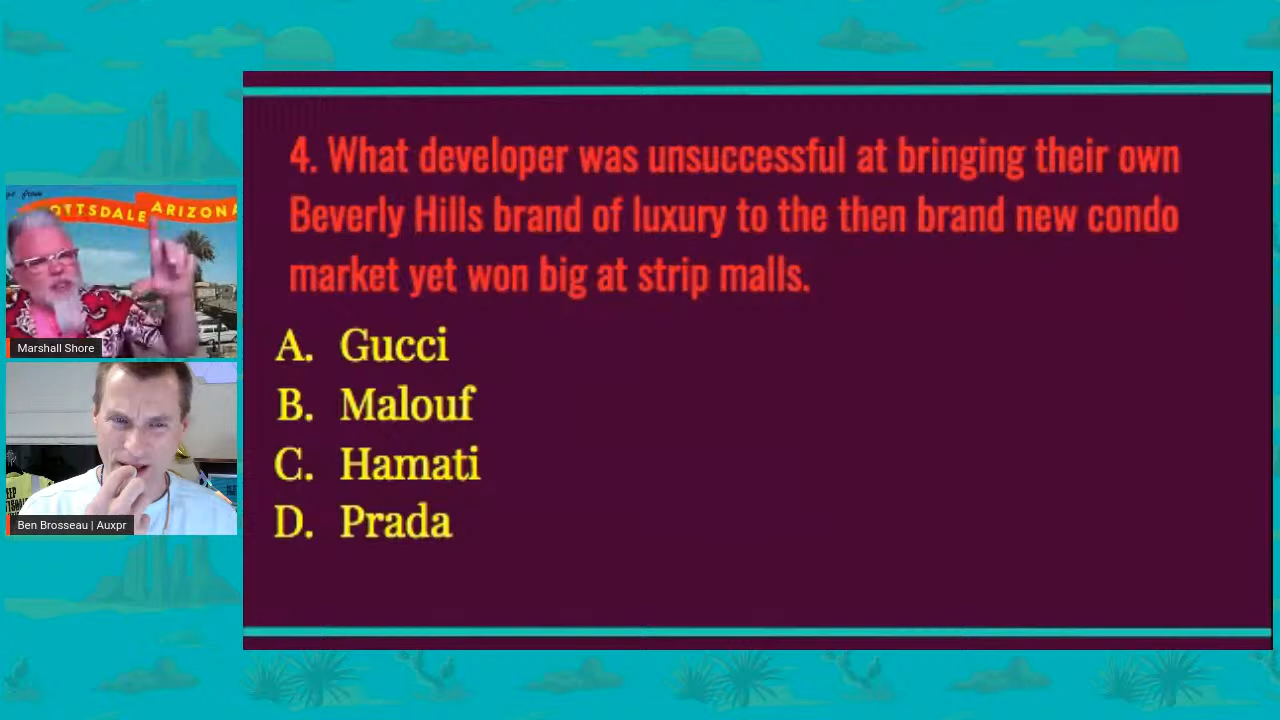 4. What developer was unsuccessful at bringing their own
Beverly Hills brand of luxury to the then brand new condo
market yet won big at strip malls.
A. Gucci
B. Malouf
C. Hamati
D. Prada
OTTSDALE ARIZONA
Marshall Shore
Ben Brosseau | Auxpr